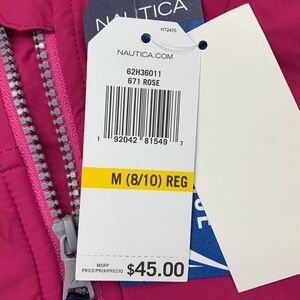 NAUTICA
HT2470
NAUTICA.COM
62H36011
671 ROSE
1 92042 81549 7
M (8/10) REG
MSRP
PRICE/PRIX/PRECIO
$45.00